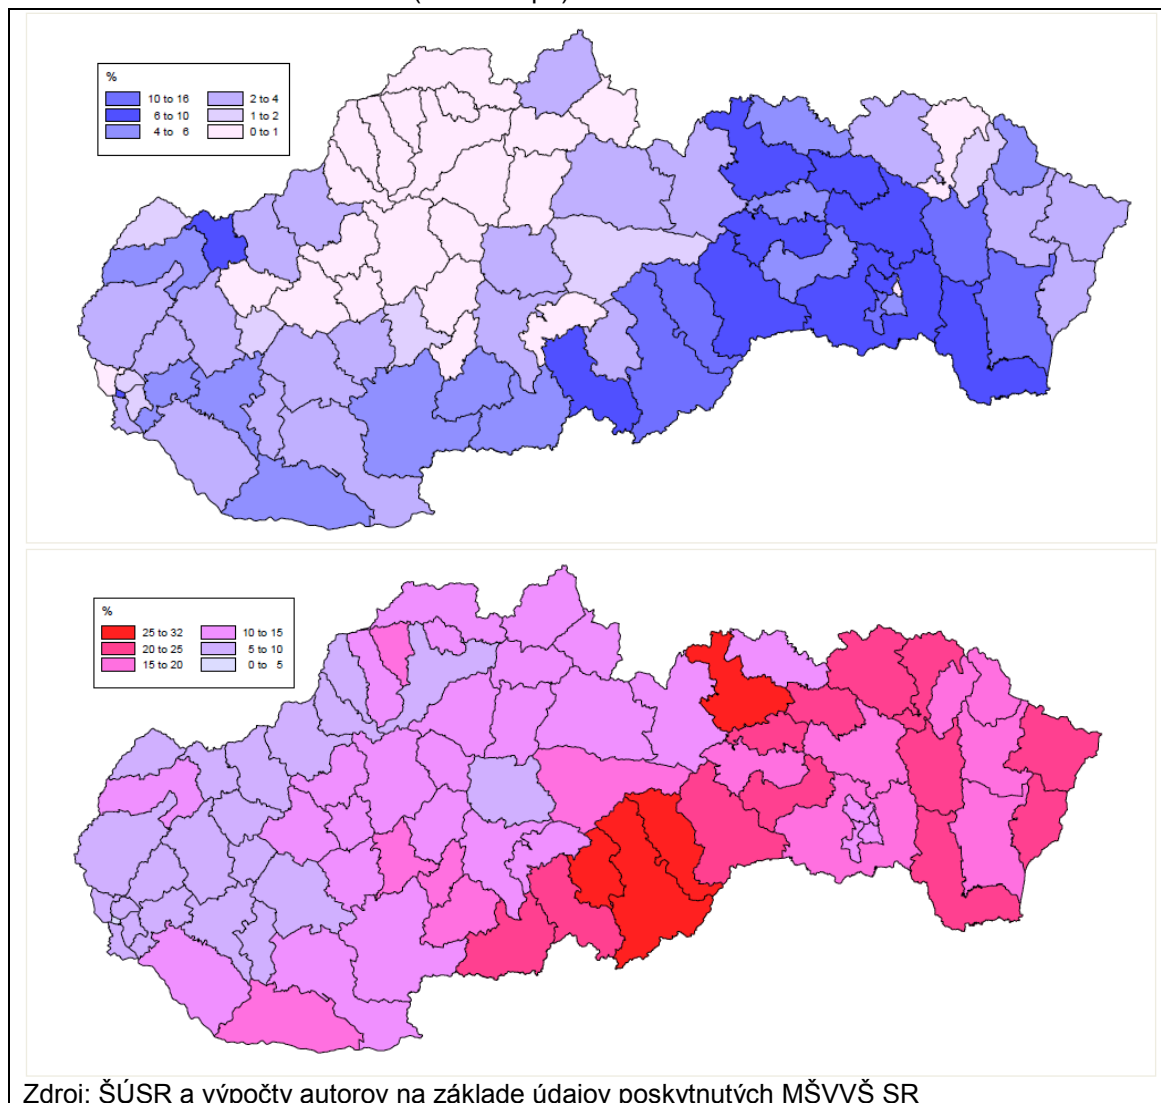 %
10 to 16 2 to 4
6 to 10 1 to 2
4 to 6 0 to 1
%
25 to 32 10 to 15
20 to 25 5 to 10
15 to 20 0 to 5
Zdroj: ŠÚSR a výpočty autorov na základe údajov poskytnutých MŠVVŠ SR